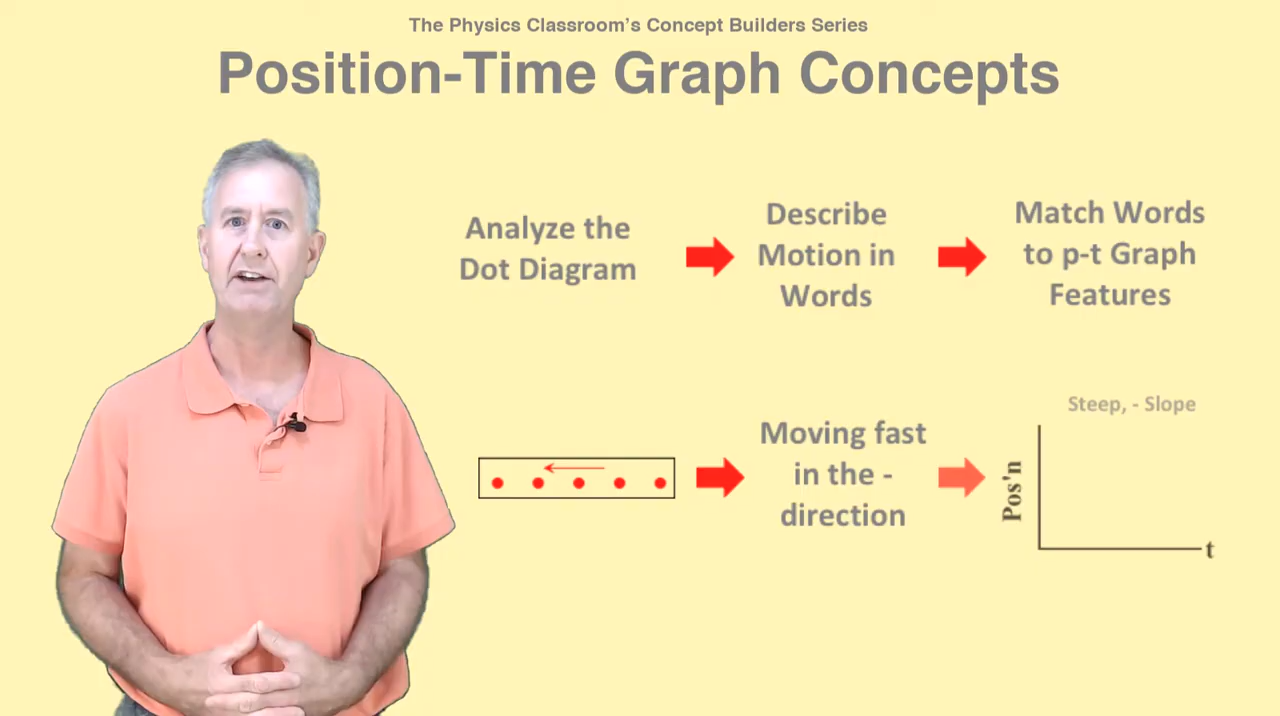 The Physics Classroom's Concept Builders Series
Position-Time Graph Concepts
Analyze the
Dot Diagram
Describe
Motion in
Words
Match Words
to p-t Graph
Features
Moving fast
in the -
direction
Steep, - Slope
Pos'n
t